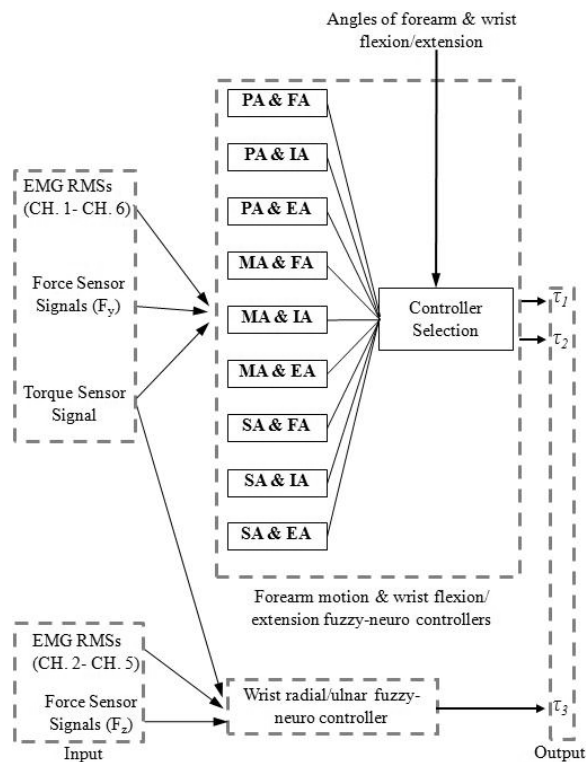 Angles of forearm & wrist
flexion/extension
PA & FA
PA & IA
PA & EA
MA & FA
MA & IA
MA & EA
SA & FA
SA & IA
SA & EA
EMG RMSs
(CH. 1- CH. 6)
Force Sensor
Signals (Fy)
Torque Sensor
Signal
Controller
Selection
τ1
τ2
Forearm motion & wrist flexion/
extension fuzzy-neuro controllers
EMG RMSs
(CH. 2- CH. 5)
Force Sensor
Signals (Fz)
Input
Wrist radial/ulnar fuzzy-
neuro controller
τ3
Output